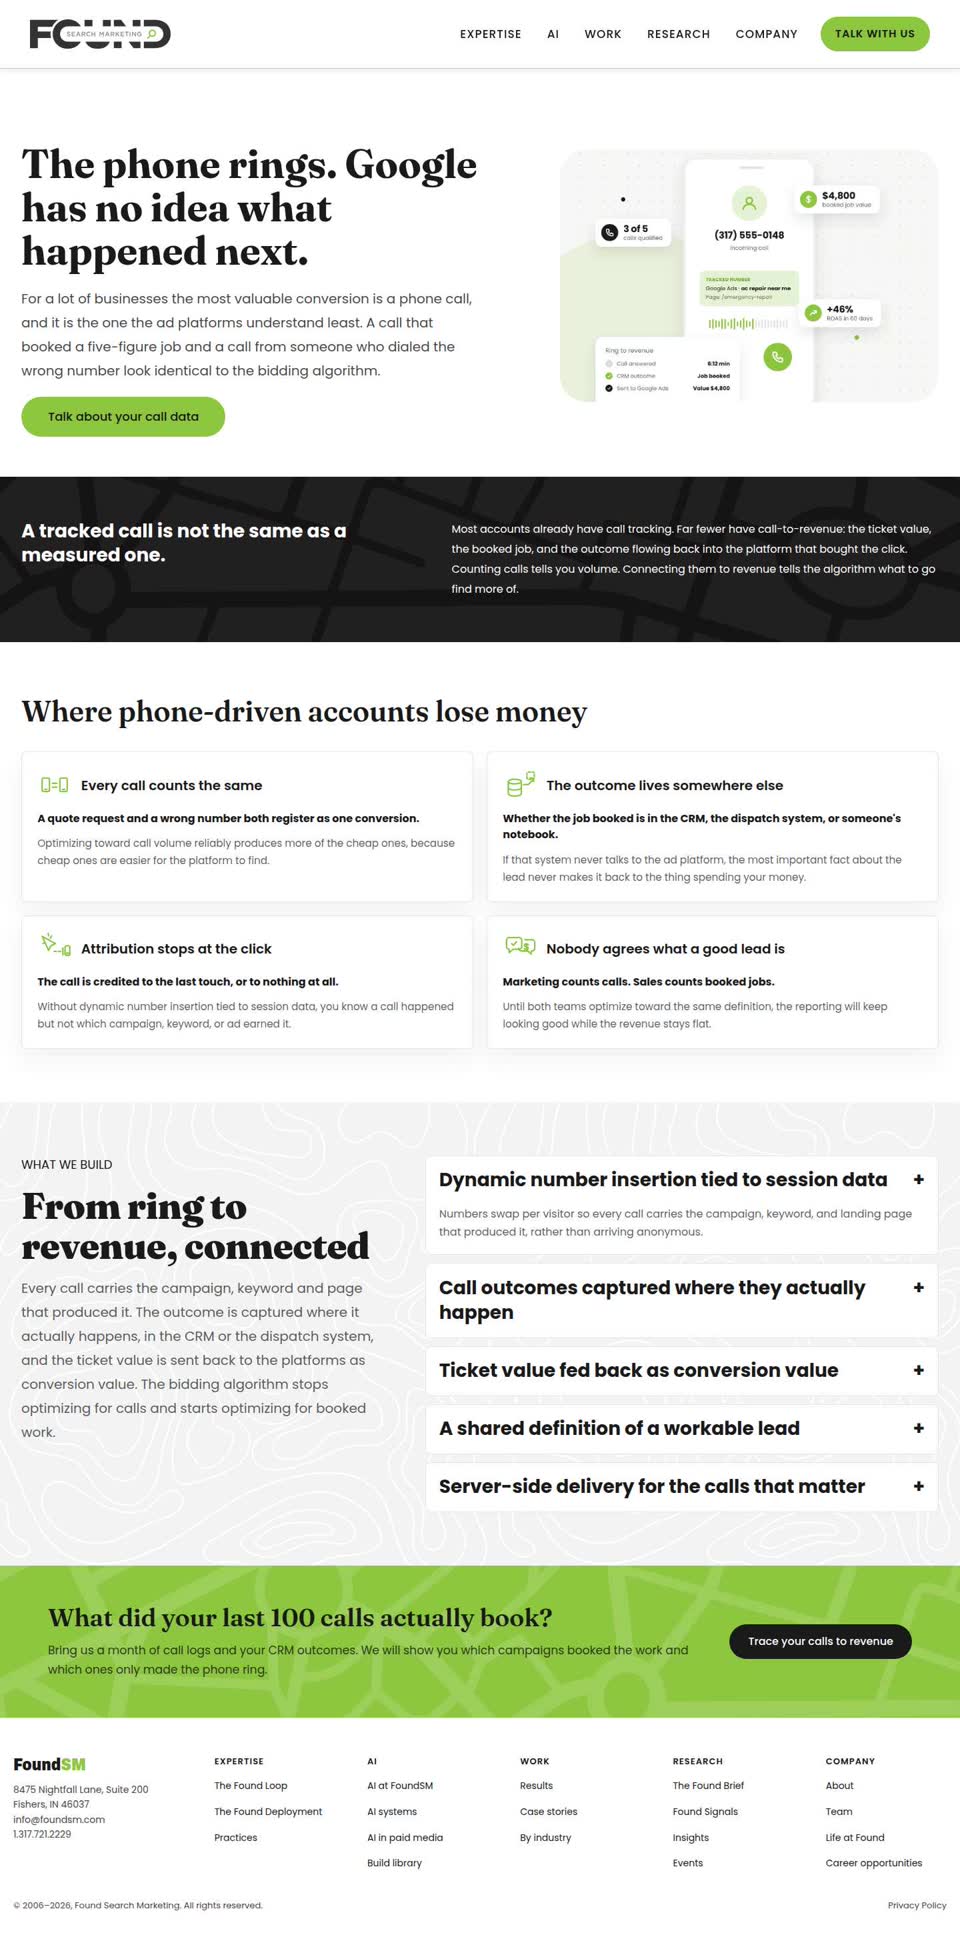 FOUND
SEARCH MARKETING
EXPERTISE
AI
WORK
RESEARCH
COMPANY
TALK WITH US
The phone rings. Google
has no idea what
happened next.
For a lot of businesses the most valuable conversion is a phone call,
and it is the one the ad platforms understand least. A call that
booked a five-figure job and a call from someone who dialed the
wrong number look identical to the bidding algorithm.
Talk about your call data
3 of 5
calls qualified
$4,800
booked job value
(317) 555-0148
Incoming call
TRACKED NUMBER
Google Ads · ac repair near me
Page: /emergency-repair
+46%
ROAS in 60 days
Ring to revenue
Call answered
6:12 min
CRM outcome
Job booked
Sent to Google Ads
Value $4,800
A tracked call is not the same as a
measured one.
Most accounts already have call tracking. Far fewer have call-to-revenue: the ticket value,
the booked job, and the outcome flowing back into the platform that bought the click.
Counting calls tells you volume. Connecting them to revenue tells the algorithm what to go
find more of.
Where phone-driven accounts lose money
Every call counts the same
A quote request and a wrong number both register as one conversion.
Optimizing toward call volume reliably produces more of the cheap ones, because
cheap ones are easier for the platform to find.
The outcome lives somewhere else
Whether the job booked is in the CRM, the dispatch system, or someone's
notebook.
If that system never talks to the ad platform, the most important fact about the
lead never makes it back to the thing spending your money.
Attribution stops at the click
The call is credited to the last touch, or to nothing at all.
Without dynamic number insertion tied to session data, you know a call happened
but not which campaign, keyword, or ad earned it.
Nobody agrees what a good lead is
Marketing counts calls. Sales counts booked jobs.
Until both teams optimize toward the same definition, the reporting will keep
looking good while the revenue stays flat.
WHAT WE BUILD
From ring to
revenue, connected
Every call carries the campaign, keyword and page
that produced it. The outcome is captured where it
actually happens, in the CRM or the dispatch system,
and the ticket value is sent back to the platforms as
conversion value. The bidding algorithm stops
optimizing for calls and starts optimizing for booked
work.
Dynamic number insertion tied to session data +
Numbers swap per visitor so every call carries the campaign, keyword, and landing page
that produced it, rather than arriving anonymous.
Call outcomes captured where they actually +
happen
Ticket value fed back as conversion value +
A shared definition of a workable lead +
Server-side delivery for the calls that matter +
What did your last 100 calls actually book?
Bring us a month of call logs and your CRM outcomes. We will show you which campaigns booked the work and
which ones only made the phone ring.
Trace your calls to revenue
FoundSM
8475 Nightfall Lane, Suite 200
Fishers, IN 46037
info@foundsm.com
1.317.721.2229
EXPERTISE
The Found Loop
The Found Deployment
Practices
AI
AI at FoundSM
AI systems
AI in paid media
Build library
WORK
Results
Case stories
By industry
RESEARCH
The Found Brief
Found Signals
Insights
Events
COMPANY
About
Team
Life at Found
Career opportunities
© 2006–2026, Found Search Marketing. All rights reserved.
Privacy Policy